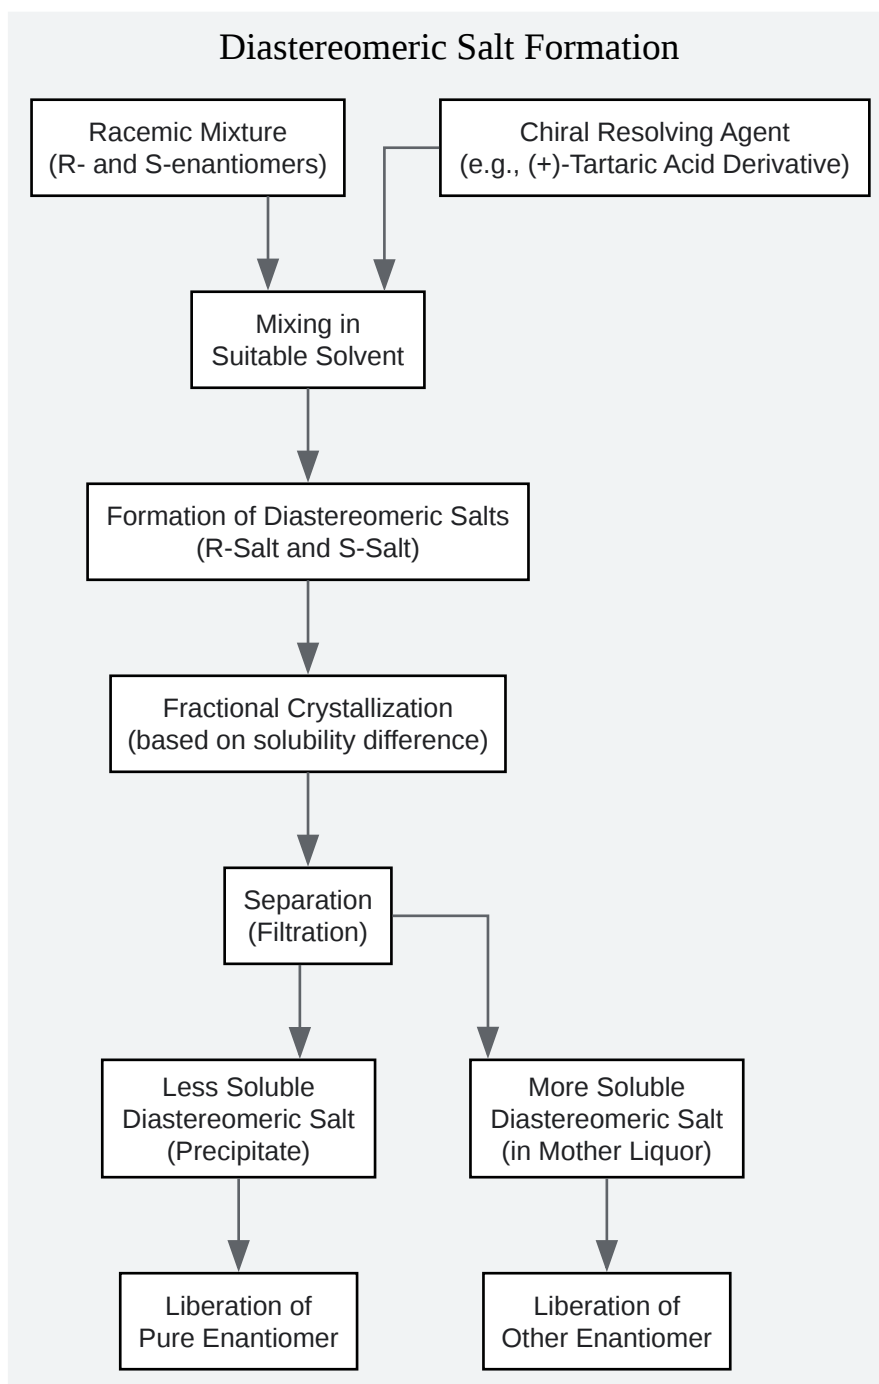 Diastereomeric Salt Formation
Racemic Mixture
(R- and S-enantiomers)
Chiral Resolving Agent
(e.g., (+)-Tartaric Acid Derivative)
Mixing in
Suitable Solvent
Formation of Diastereomeric Salts
(R-Salt and S-Salt)
Fractional Crystallization
(based on solubility difference)
Separation
(Filtration)
Less Soluble
Diastereomeric Salt
(Precipitate)
More Soluble
Diastereomeric Salt
(in Mother Liquor)
Liberation of
Pure Enantiomer
Liberation of
Other Enantiomer